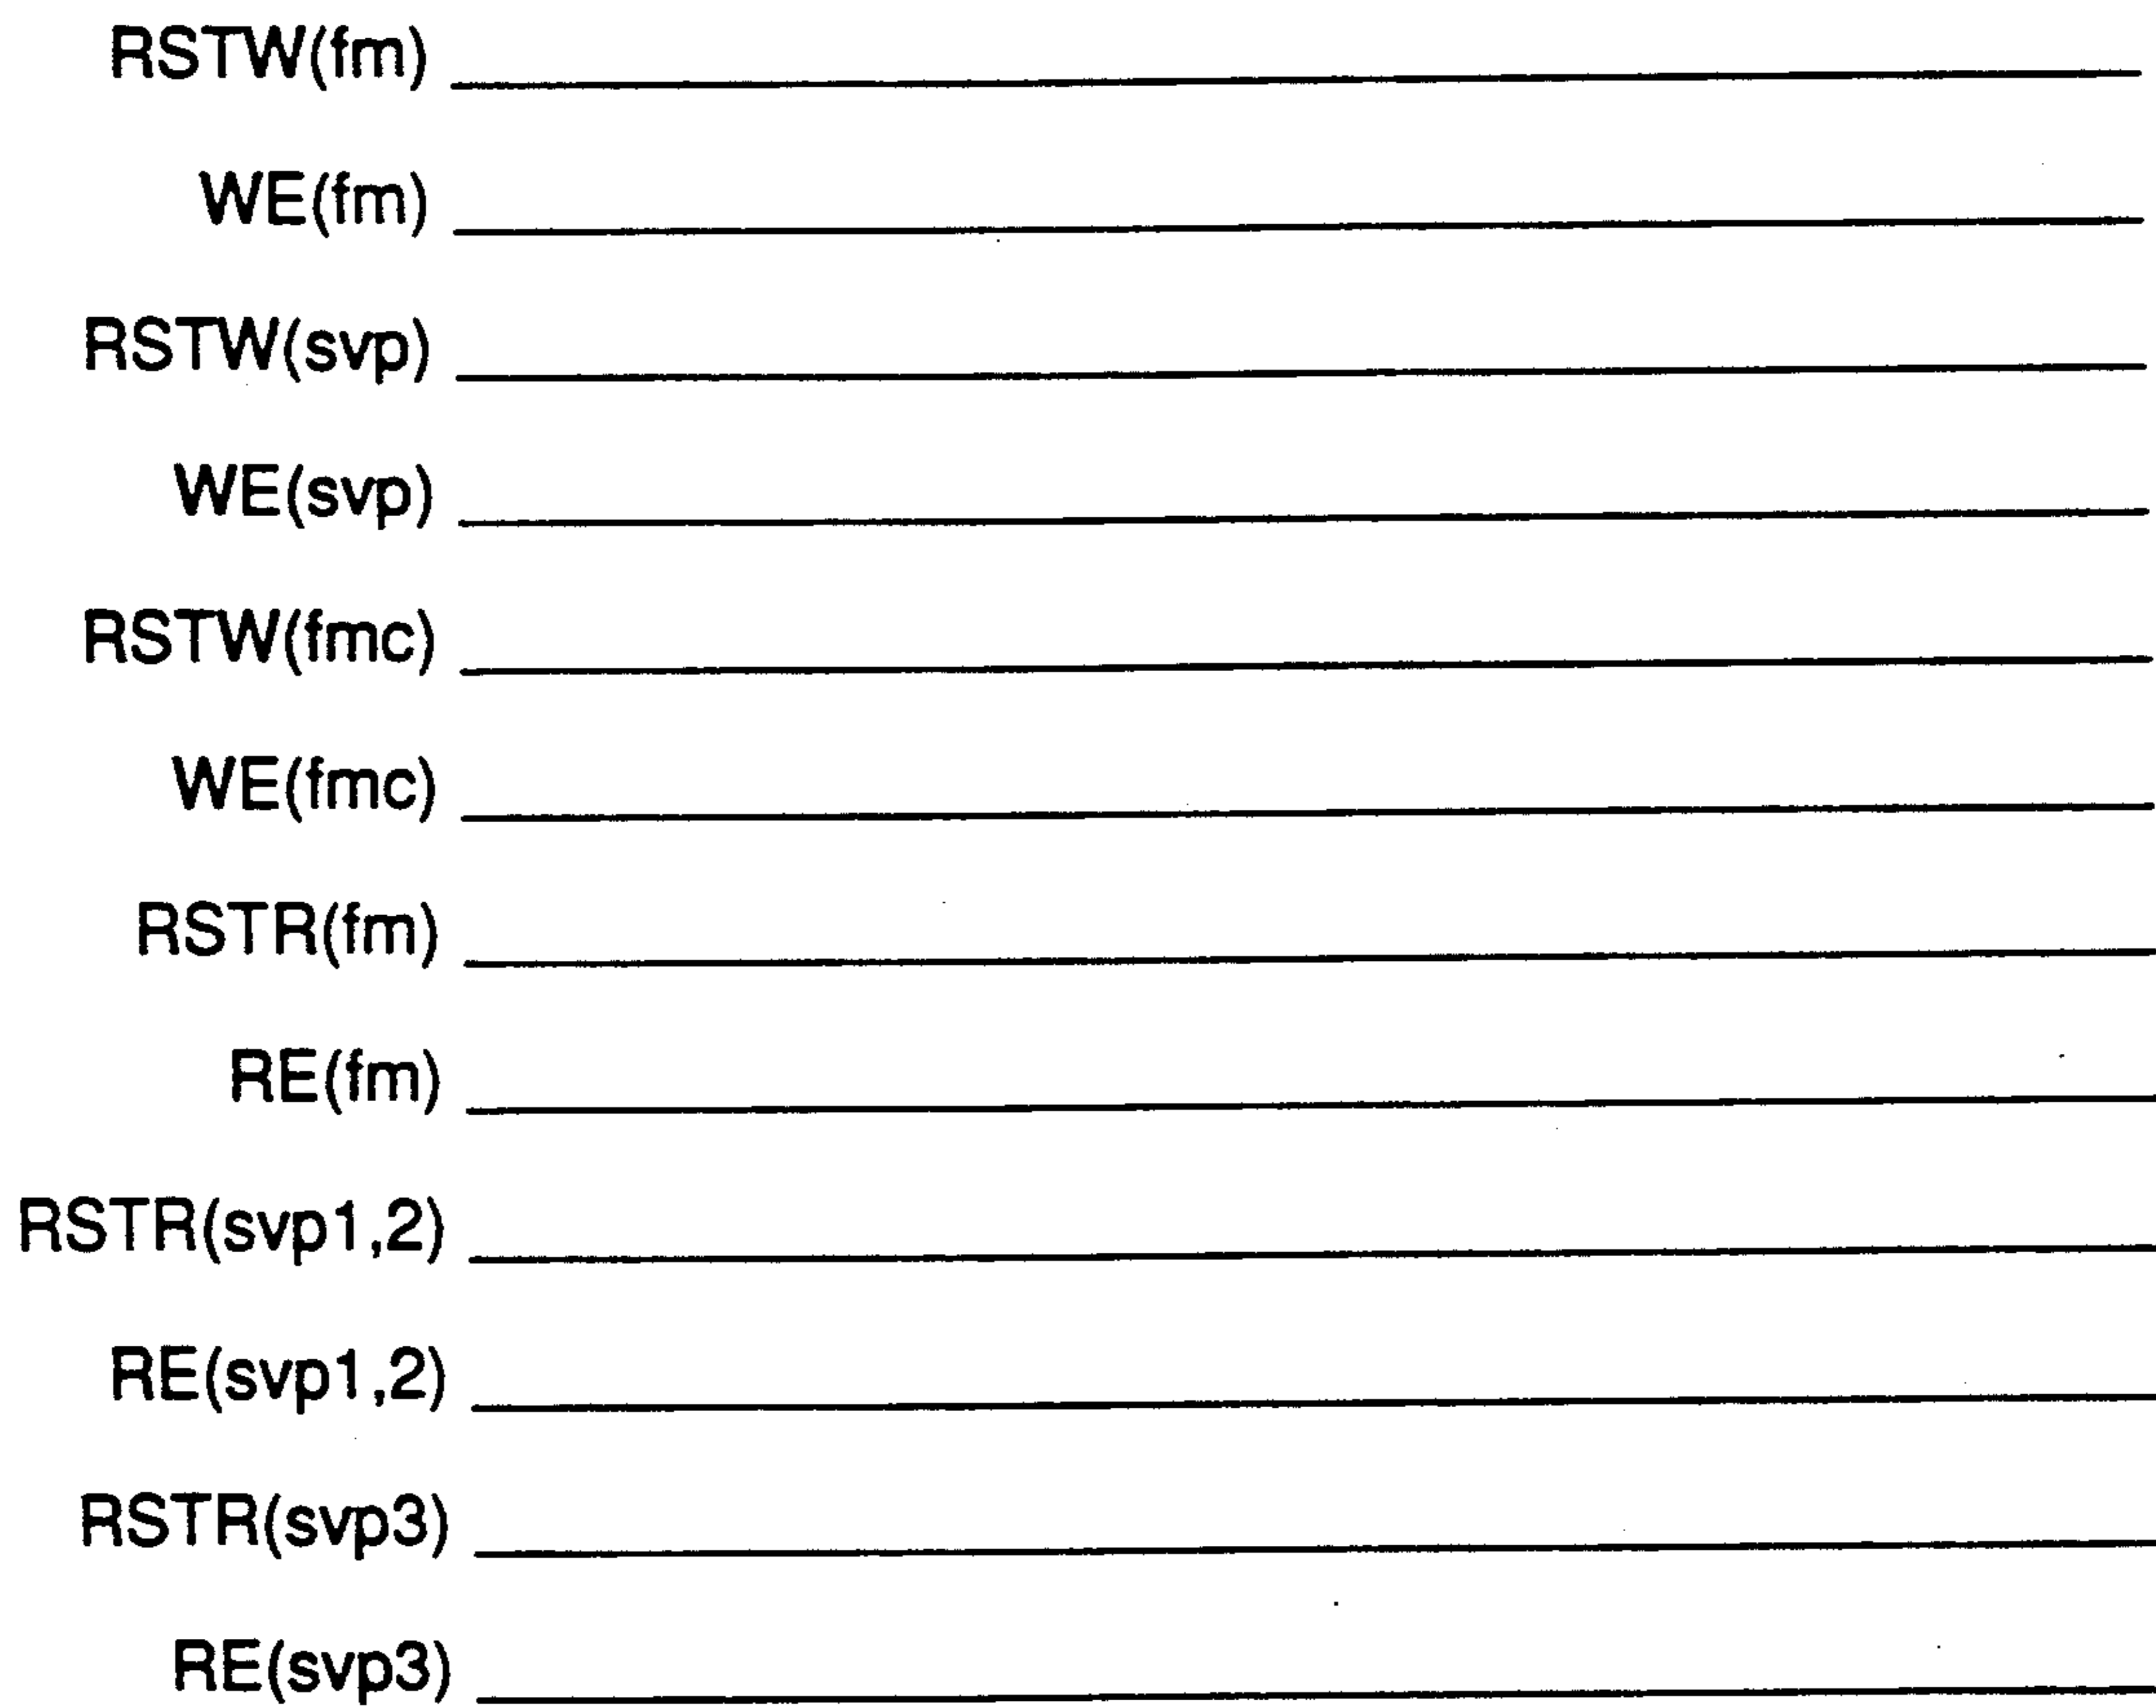 RSTW(fm)
WE(fm)
RSTW(svp)
WE(svp)
RSTW(fmc)
WE(fmc)
RSTR(fm)
RE(fm)
RSTR(svp1,2)
RE(svp1,2)
RSTR(svp3)
RE(svp3)